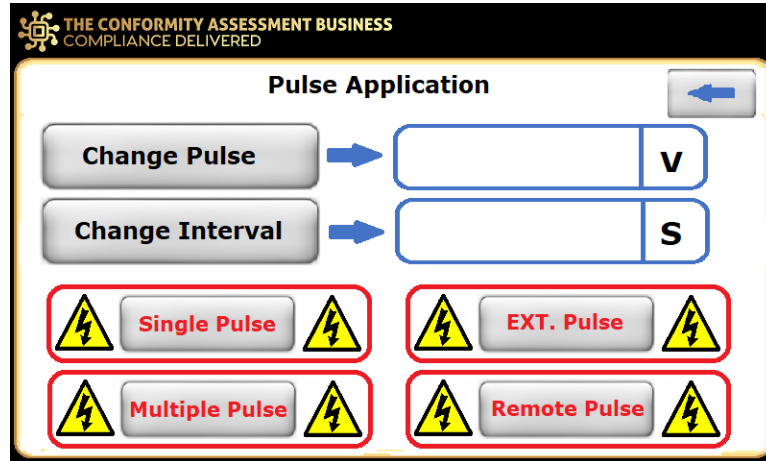 THE CONFORMITY ASSESSMENT BUSINESS
COMPLIANCE DELIVERED
Pulse Application
Change Pulse
V
Change Interval
S
Single Pulse
EXT. Pulse
Multiple Pulse
Remote Pulse